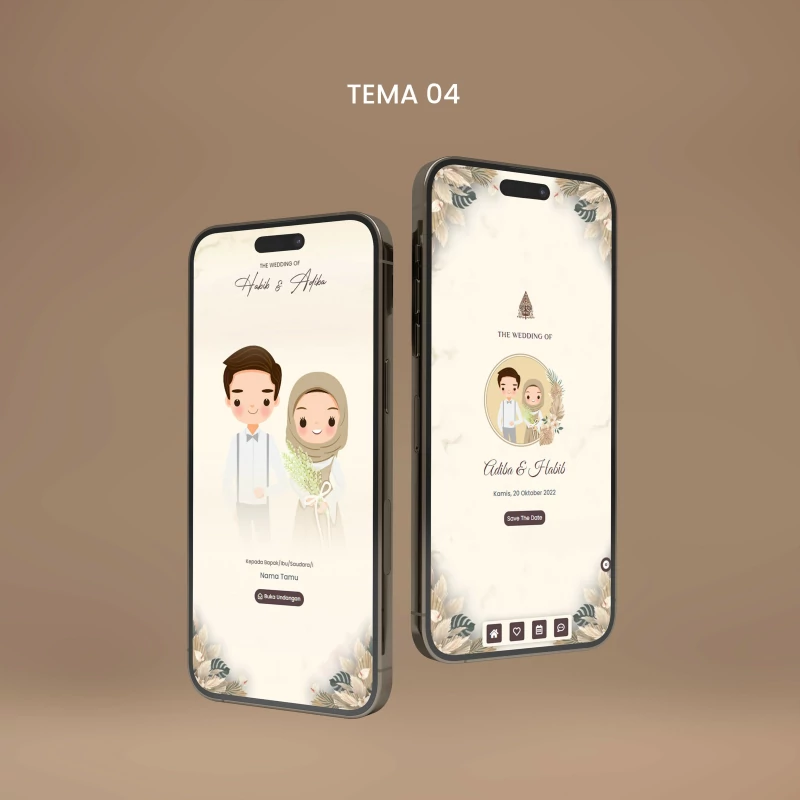 TEMA 04
THE WEDDING OF
Habib & Adiba
Kepada Bapak/Ibu/Saudara/i
Nama Tamu
Buka Undangan
THE WEDDING OF
Adiba & Habib
Kamis, 20 Oktober 2022
Save The Date